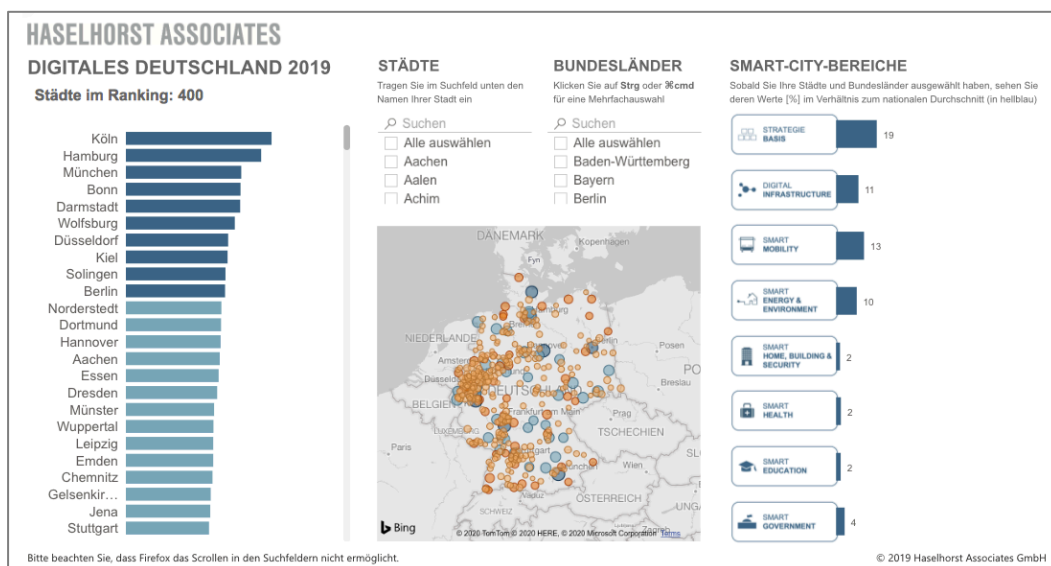 HASELHORST ASSOCIATES
DIGITALES DEUTSCHLAND 2019
Städte im Ranking: 400
Köln
Hamburg
München
Bonn
Darmstadt
Wolfsburg
Düsseldorf
Kiel
Solingen
Berlin
Norderstedt
Dortmund
Hannover
Aachen
Essen
Dresden
Münster
Wuppertal
Leipzig
Emden
Chemnitz
Gelsenkir...
Jena
Stuttgart
STÄDTE
Tragen Sie im Suchfeld unten den
Namen Ihrer Stadt ein
Suchen
Alle auswählen
Aachen
Aalen
Achim
BUNDESLÄNDER
Klicken Sie auf Strg oder ⌘cmd
für eine Mehrfachauswahl
Suchen
Alle auswählen
Baden-Württemberg
Bayern
Berlin
DÄNEMARK
Kopenhagen
Fyn
NIEDERLANDE
Posen
PO
Breslau
DEUTSCHLAND
BELGIEN
Frankfurt am Main
Prag
TSCHECHIEN
Paris
Wien
SLO
Vaduz
ÖSTERREICH
SCHWEIZ
UNGA
Bing
© 2020 TomTom © 2020 HERE, © 2020 Microsoft Corporation Terms
SMART-CITY-BEREICHE
Sobald Sie Ihre Städte und Bundesländer ausgewählt haben, sehen Sie
deren Werte [%] im Verhältnis zum nationalen Durchschnitt (in hellblau)
STRATEGIE
BASIS
19
DIGITAL
INFRASTRUCTURE
11
SMART
MOBILITY
13
SMART
ENERGY &
ENVIRONMENT
10
SMART
HOME, BUILDING &
SECURITY
2
SMART
HEALTH
2
SMART
EDUCATION
2
SMART
GOVERNMENT
4
Bitte beachten Sie, dass Firefox das Scrollen in den Suchfeldern nicht ermöglicht.
© 2019 Haselhorst Associates GmbH